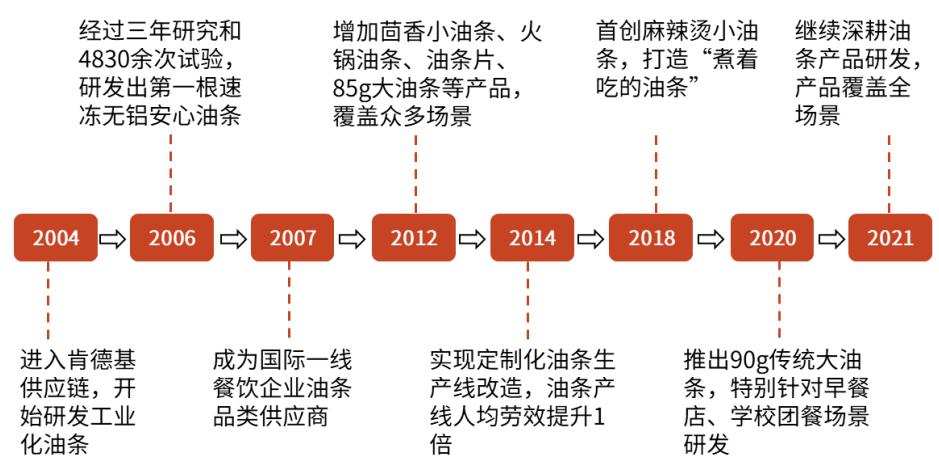 经过三年研究和
4830余次试验，
研发出第一根速
冻无铝安心油条
增加茴香小油条、火
锅油条、油条片、
85g大油条等产品，
覆盖众多场景
首创麻辣烫小油
条，打造“煮着
吃的油条”
继续深耕油
条产品研发，
产品覆盖全
场景
2004
2006
2007
2012
2014
2018
2020
2021
进入肯德基
供应链，开
始研发工业
化油条
成为国际一线
餐饮企业油条
品类供应商
实现定制化油条生
产线改造，油条产
线人均劳效提升1
倍
推出90g传统大油
条，特别针对早餐
店、学校团餐场景
研发